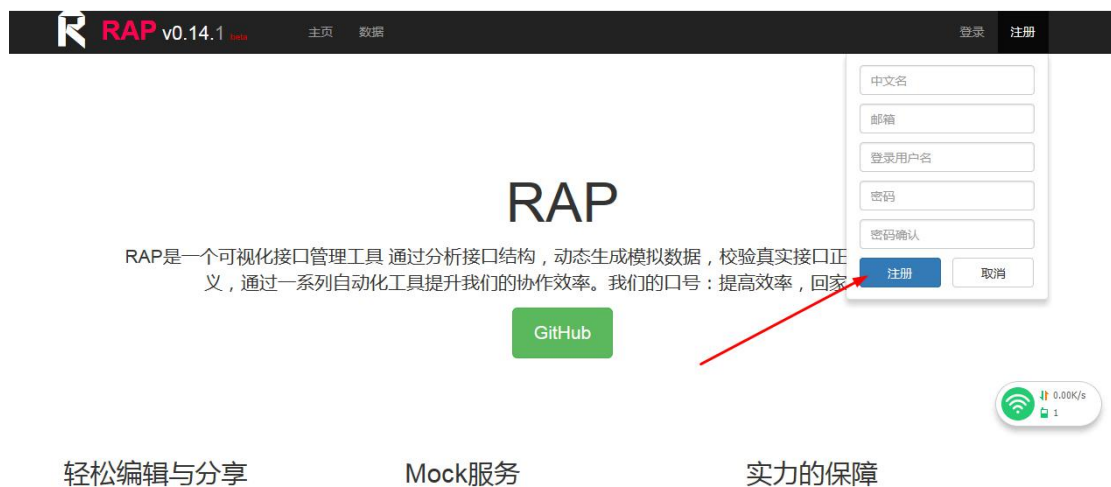 RAP v0.14.1 beta 主页 数据 登录 注册
中文名
邮箱
登录用户名
密码
密码确认
注册 取消
RAP
RAP是一个可视化接口管理工具 通过分析接口结构，动态生成模拟数据，校验真实接口正
义，通过一系列自动化工具提升我们的协作效率。我们的口号：提高效率，回家
GitHub
0.00K/s
1
轻松编辑与分享 Mock服务 实力的保障